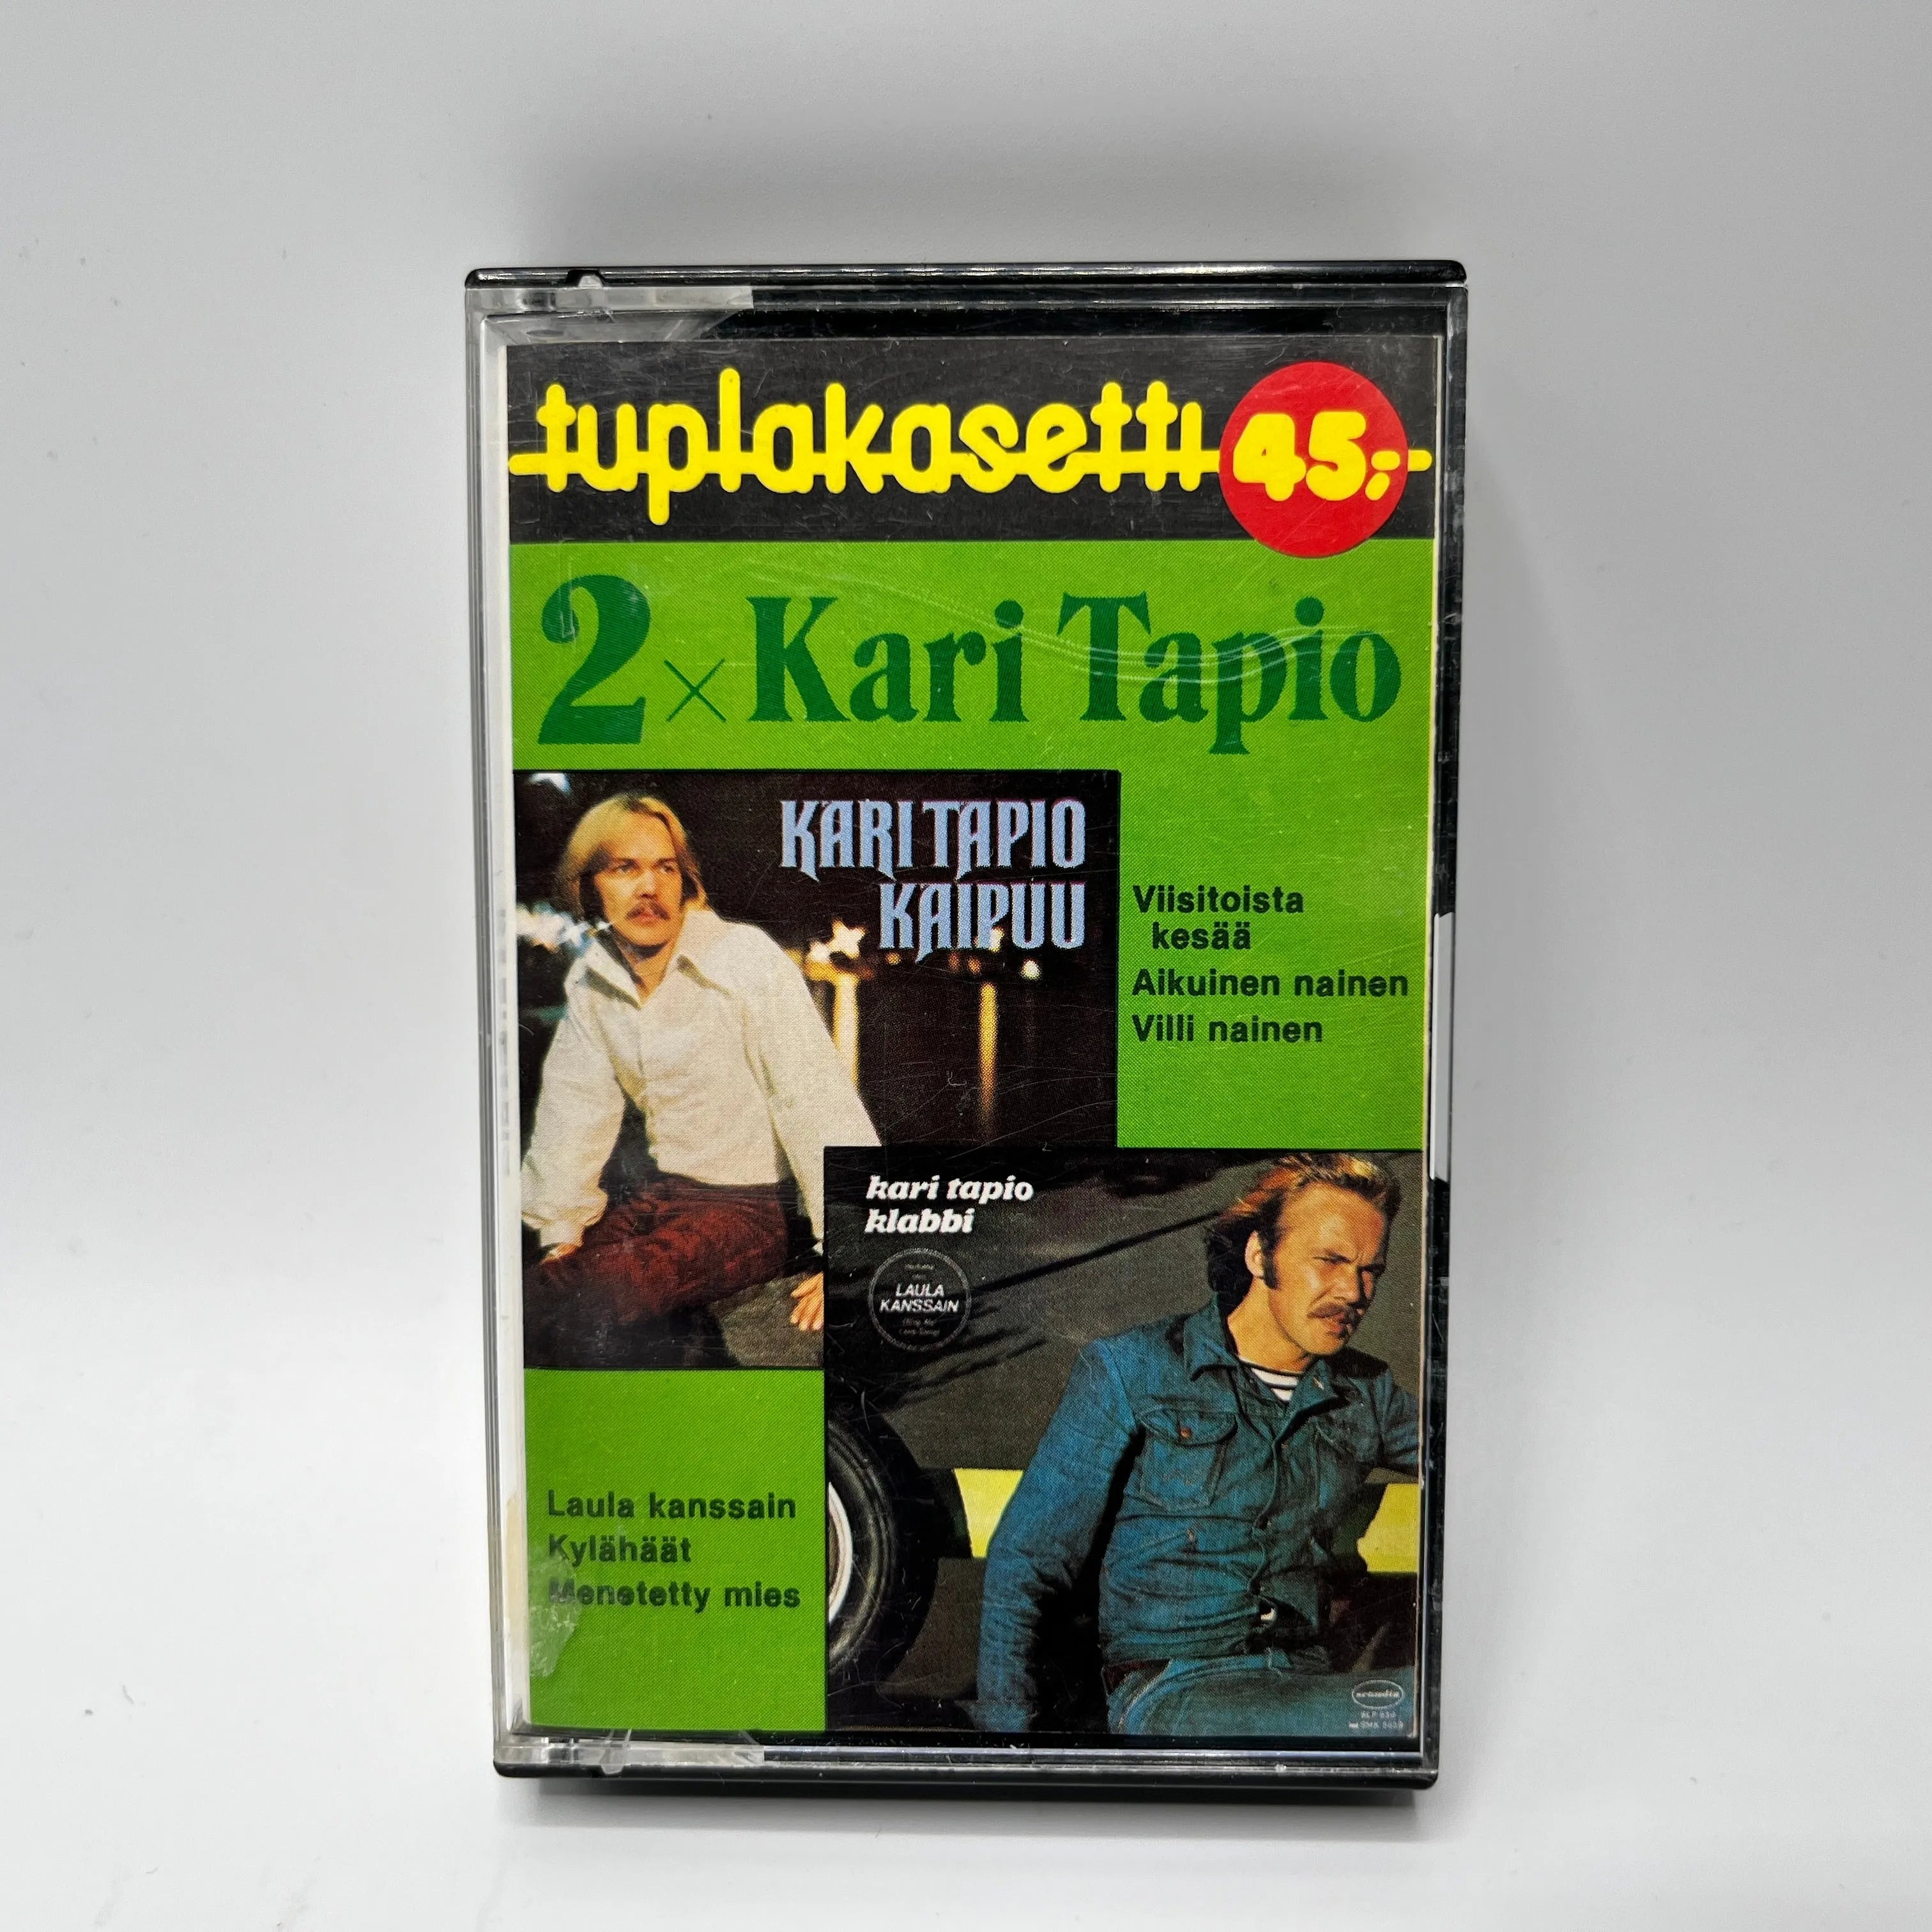 tuplakasetti 45,-
2 x Kari Tapio
KARI TAPIO
KAIPUU
Viisitoista
kesää
Aikuinen nainen
Villi nainen
kari tapio
klabbi
LAULA
KANSSAIN
Laula kanssain
Kylähäät
Menetetty mies
scandia